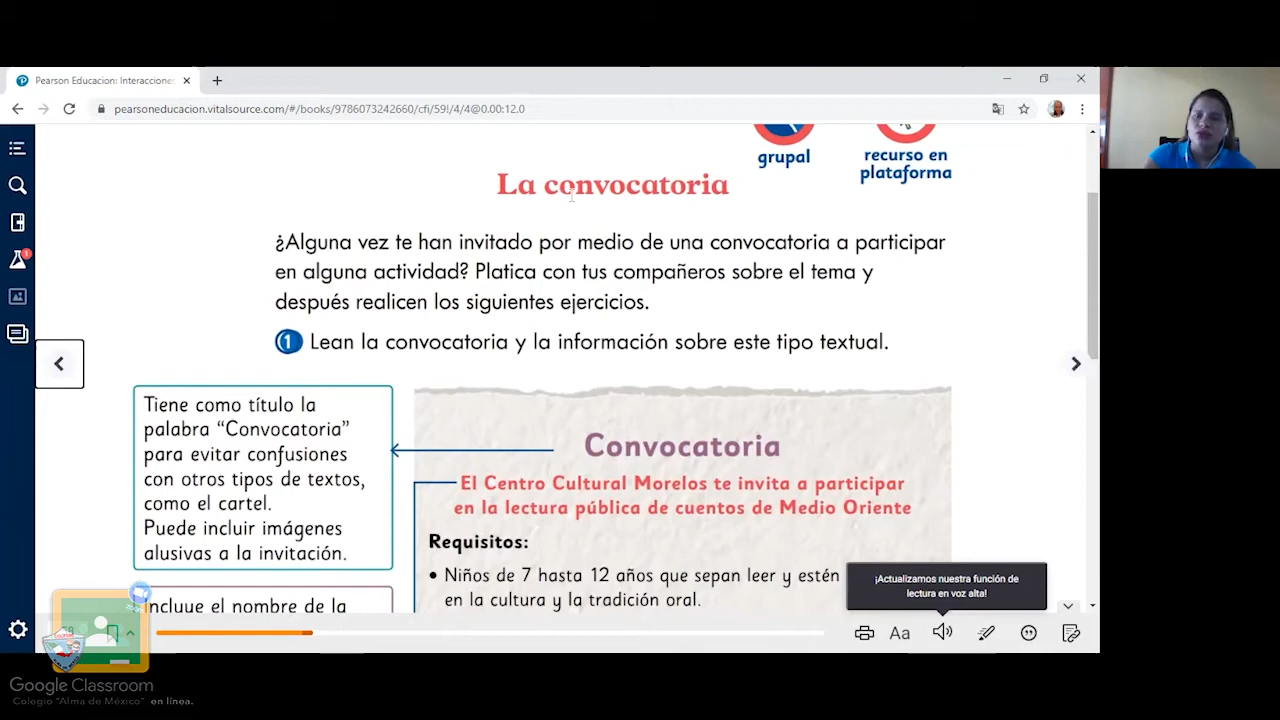 Pearson Educacion: Interacciones
pearsoneducacion.vitalsource.com/#/books/9786073242660/cfi/59!/4/4@0.00:12.0
grupal
recurso en
plataforma
La convocatoria
¿Alguna vez te han invitado por medio de una convocatoria a participar
en alguna actividad? Platica con tus compañeros sobre el tema y
después realicen los siguientes ejercicios.
1 Lean la convocatoria y la información sobre este tipo textual.
Tiene como título la
palabra “Convocatoria”
para evitar confusiones
con otros tipos de textos,
como el cartel.
Puede incluir imágenes
alusivas a la invitación.
Incluye el nombre de la
Convocatoria
El Centro Cultural Morelos te invita a participar
en la lectura pública de cuentos de Medio Oriente
Requisitos:
• Niños de 7 hasta 12 años que sepan leer y estén
en la cultura y la tradición oral.
¡Actualizamos nuestra función de
lectura en voz alta!
Aa
Google Classroom
Colegio "Alma de México" en línea.